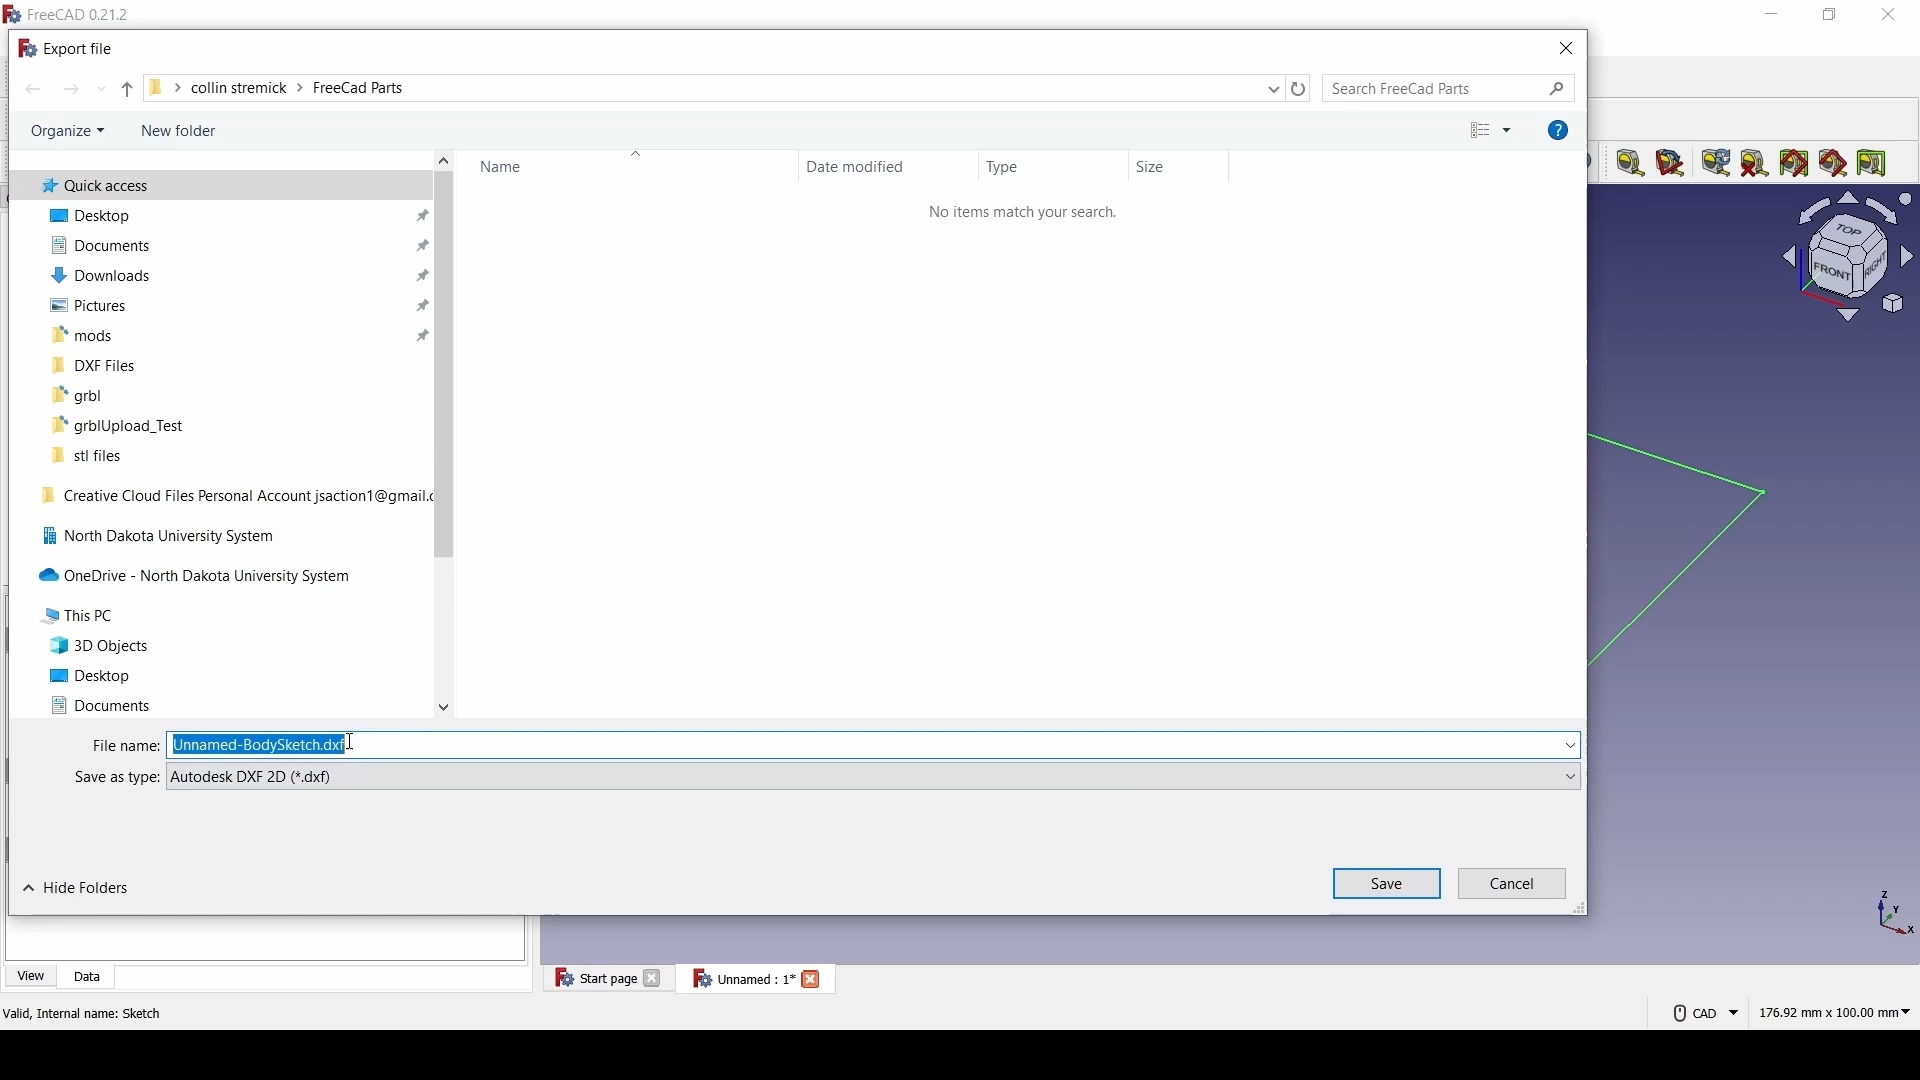 FreeCAD 0.21.2
Export file
collin stremick
FreeCad Parts
Search FreeCad Parts
Organize
New folder
?
Name
Date modified
Type
Size
No items match your search.
Quick access
Desktop
Documents
Downloads
Pictures
mods
DXF Files
grbl
grblUpload_Test
stl files
Creative Cloud Files Personal Account jsaction1@gmail.c
North Dakota University System
OneDrive - North Dakota University System
This PC
3D Objects
Desktop
Documents
TOP
FRONT
RIGHT
File name: Unnamed-BodySketch.dxf
Save as type: Autodesk DXF 2D (*.dxf)
Hide Folders
Save
Cancel
Z
Y
X
View
Data
Start page
Unnamed : 1*
Valid, Internal name: Sketch
CAD
176.92 mm x 100.00 mm